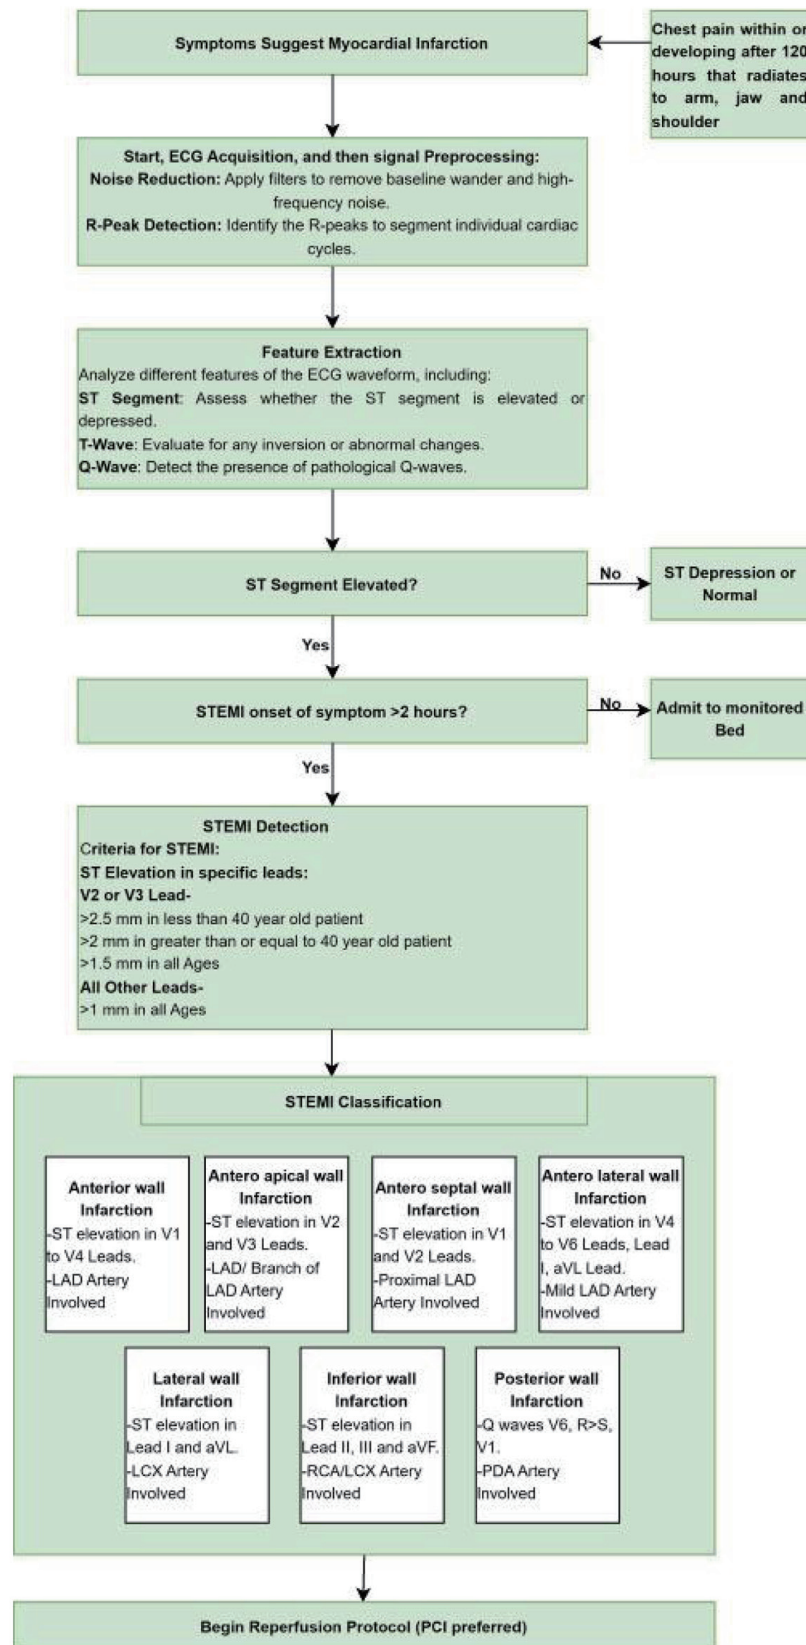 Symptoms Suggest Myocardial Infarction
Chest pain within or
developing after 120
hours that radiates
to arm, jaw and
shoulder
Start, ECG Acquisition, and then signal Preprocessing:
Noise Reduction: Apply filters to remove baseline wander and high-
frequency noise.
R-Peak Detection: Identify the R-peaks to segment individual cardiac
cycles.
Feature Extraction
Analyze different features of the ECG waveform, including:
ST Segment: Assess whether the ST segment is elevated or
depressed.
T-Wave: Evaluate for any inversion or abnormal changes.
Q-Wave: Detect the presence of pathological Q-waves.
ST Segment Elevated?
No
ST Depression or
Normal
Yes
STEMI onset of symptom >2 hours?
No
Admit to monitored
Bed
Yes
STEMI Detection
Criteria for STEMI:
ST Elevation in specific leads:
V2 or V3 Lead-
>2.5 mm in less than 40 year old patient
>2 mm in greater than or equal to 40 year old patient
>1.5 mm in all Ages
All Other Leads-
>1 mm in all Ages
STEMI Classification
Anterior wall
Infarction
-ST elevation in V1
to V4 Leads.
-LAD Artery
Involved
Antero apical wall
Infarction
-ST elevation in V2
and V3 Leads.
-LAD/ Branch of
LAD Artery
Involved
Antero septal wall
Infarction
-ST elevation in V1
and V2 Leads.
-Proximal LAD
Artery Involved
Antero lateral wall
Infarction
-ST elevation in V4
to V6 Leads, Lead
I, aVL Lead.
-Mild LAD Artery
Involved
Lateral wall
Infarction
-ST elevation in
Lead I and aVL.
-LCX Artery
Involved
Inferior wall
Infarction
-ST elevation in
Lead II, III and aVF.
-RCA/LCX Artery
Involved
Posterior wall
Infarction
-Q waves V6, R>S,
V1.
-PDA Artery
Involved
Begin Reperfusion Protocol (PCI preferred)